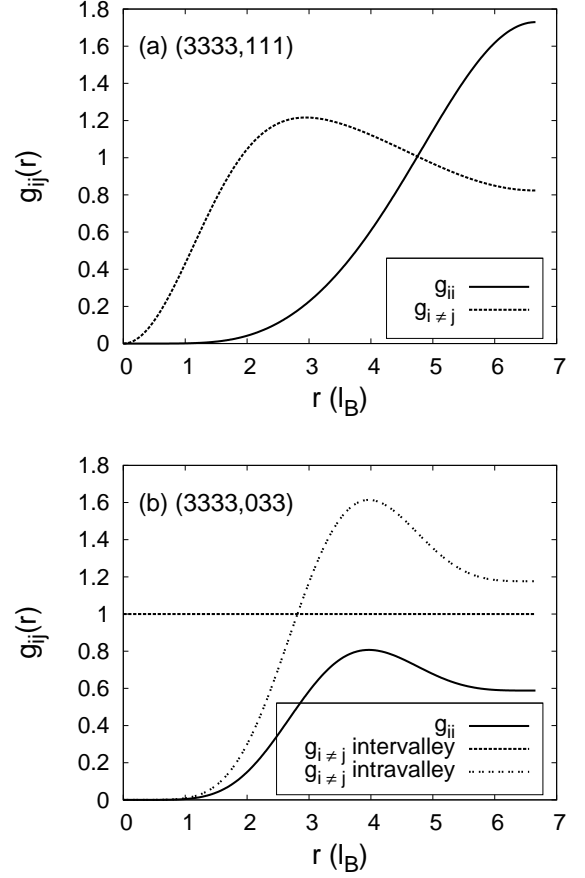 1.8
1.6
1.4
1.2
1
0.8
0.6
0.4
0.2
0
g_ij(r)
(a) (3333,111)
g_ii
g_i ≠ j
0 1 2 3 4 5 6 7
r (l_B)
1.8
1.6
1.4
1.2
1
0.8
0.6
0.4
0.2
0
g_ij(r)
(b) (3333,033)
g_ii
g_i ≠ j intervalley
g_i ≠ j intravalley
0 1 2 3 4 5 6 7
r (l_B)